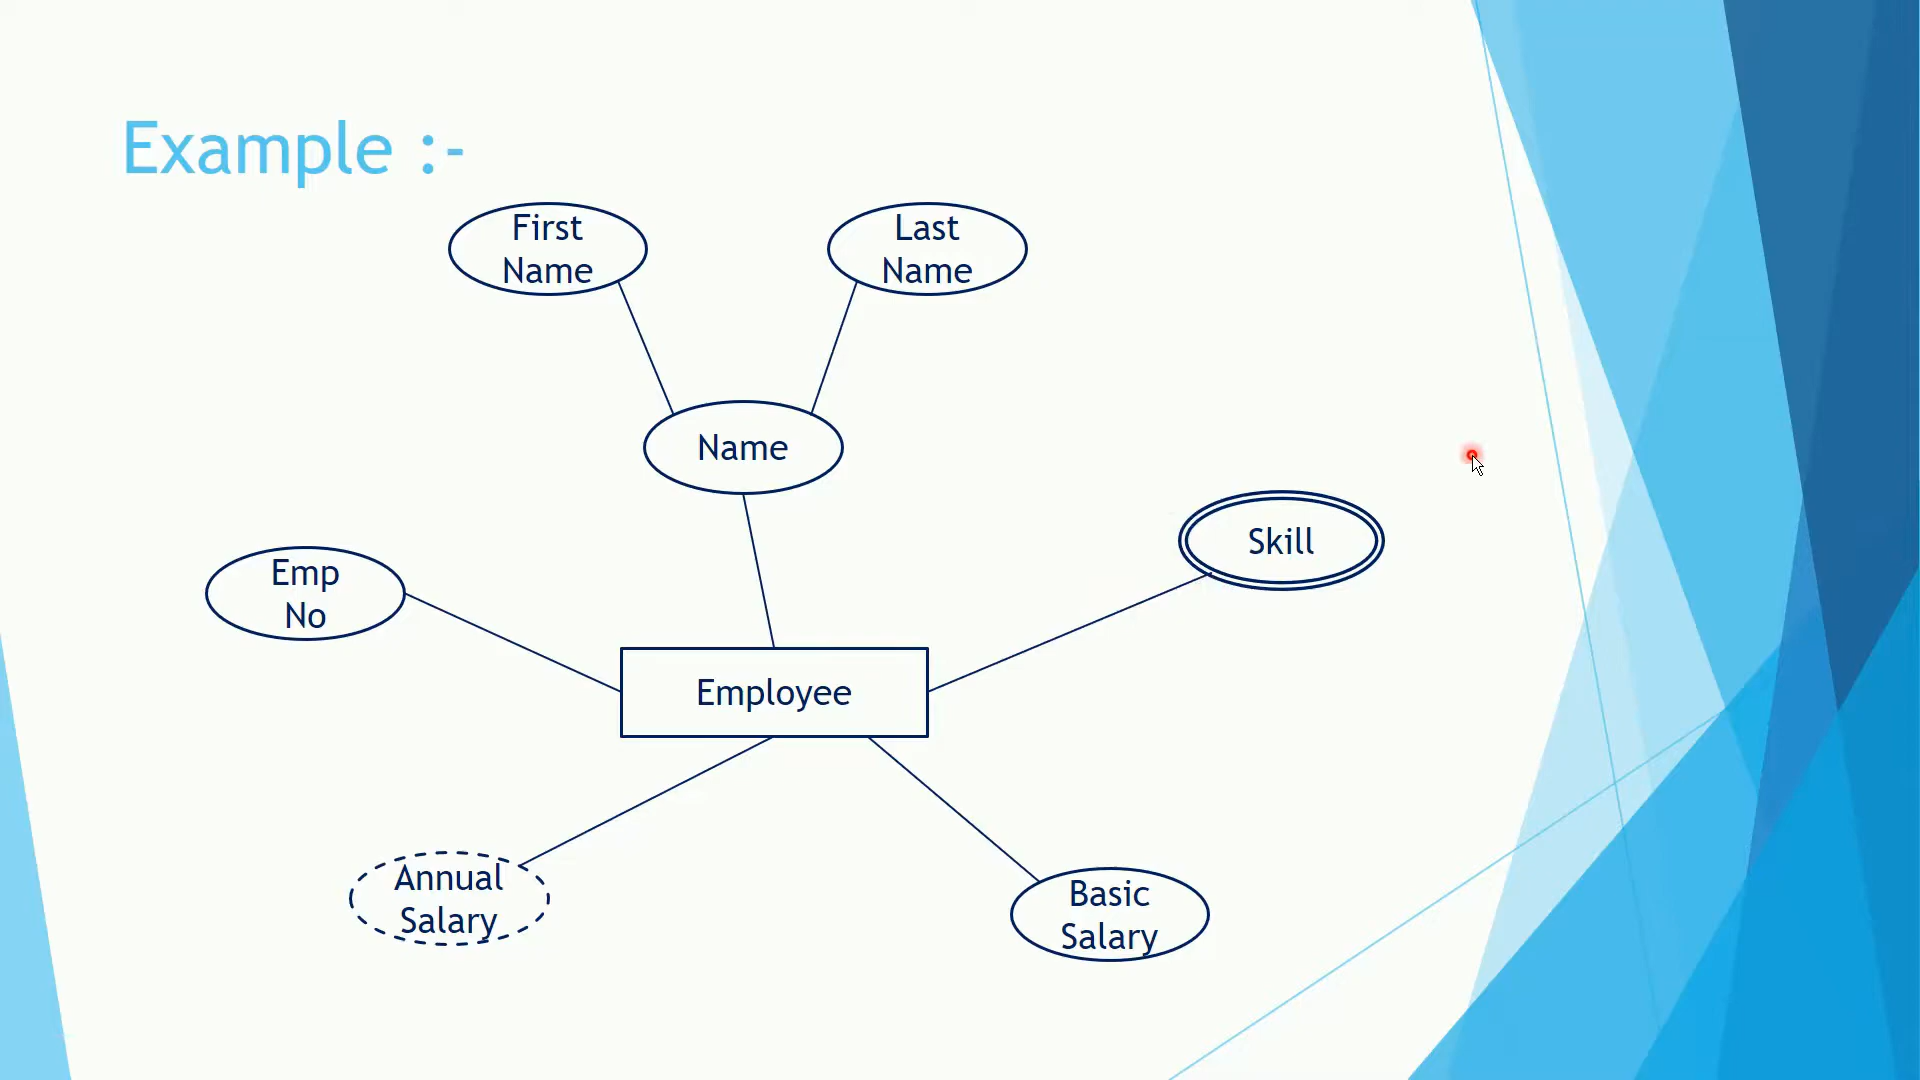 Example :-
First
Name
Last
Name
Name
Skill
Emp
No
Employee
Annual
Salary
Basic
Salary